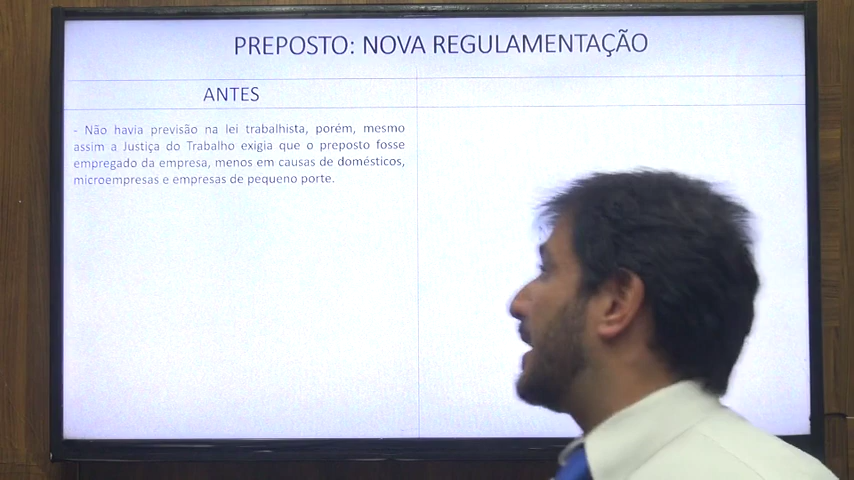 PREPOSTO: NOVA REGULAMENTAÇÃO
ANTES
- Não havia previsão na lei trabalhista, porém, mesmo
assim a Justiça do Trabalho exigia que o preposto fosse
empregado da empresa, menos em causas de domésticos,
microempresas e empresas de pequeno porte.